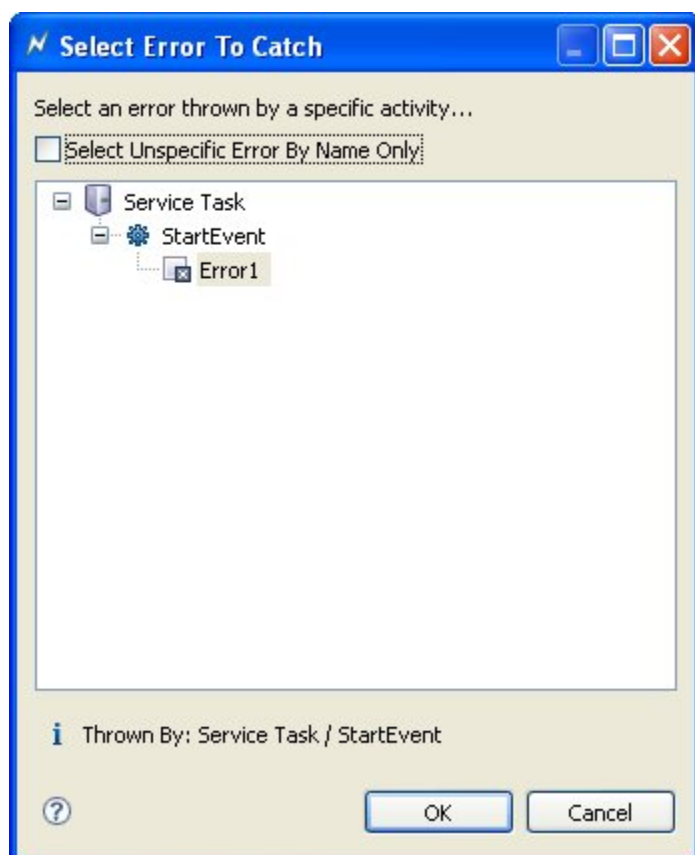 Select Error To Catch
Select an error thrown by a specific activity...
Select Unspecific Error By Name Only
Service Task
StartEvent
Error1
i Thrown By: Service Task / StartEvent
? OK Cancel